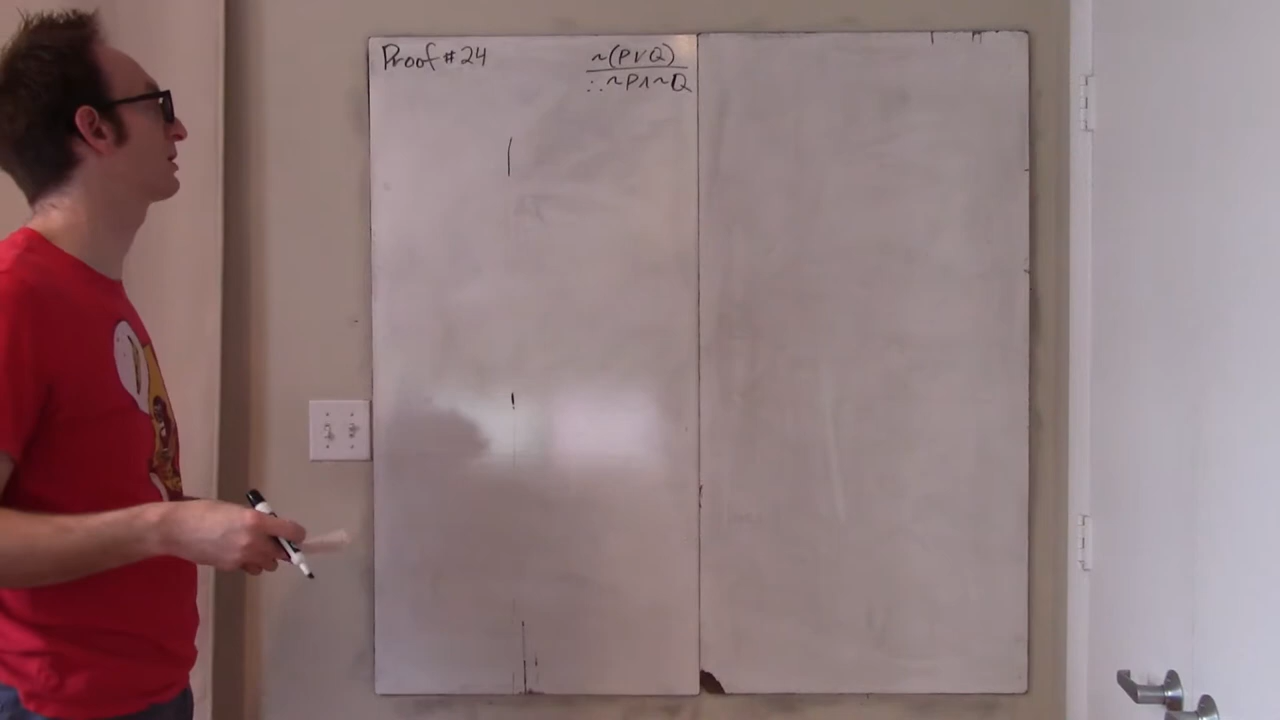 Proof #24
~(P∨Q)
∴ ~P∧~Q